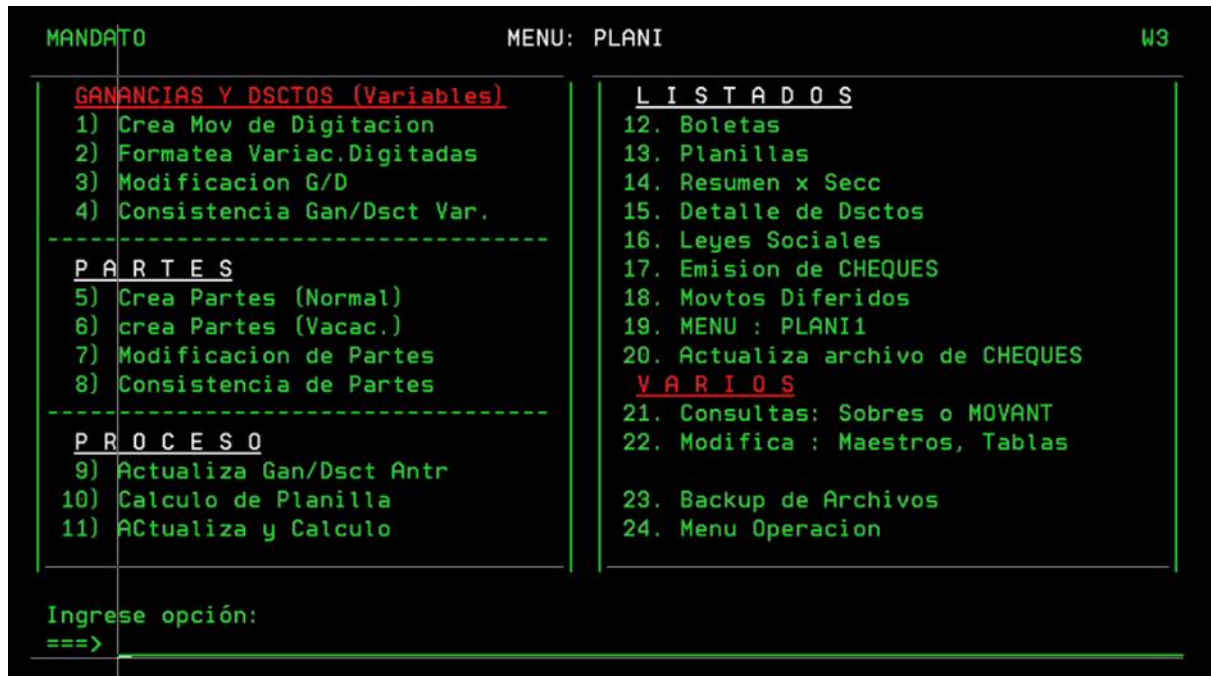 MANDATO MENU: PLANI W3
GANANCIAS Y DSCTOS (Variables)
1) Crea Mov de Digitacion
2) Formatea Variac.Digitadas
3) Modificacion G/D
4) Consistencia Gan/Dsct Var.
P A R T E S
5) Crea Partes (Normal)
6) crea Partes (Vacac.)
7) Modificacion de Partes
8) Consistencia de Partes
P R O C E S O
9) Actualiza Gan/Dsct Antr
10) Calculo de Planilla
11) ACtualiza y Calculo
L I S T A D O S
12. Boletas
13. Planillas
14. Resumen x Secc
15. Detalle de Dsctos
16. Leyes Sociales
17. Emision de CHEQUES
18. Movtos Diferidos
19. MENU : PLANI1
20. Actualiza archivo de CHEQUES
V A R I O S
21. Consultas: Sobres o MOVANT
22. Modifica : Maestros, Tablas
23. Backup de Archivos
24. Menu Operacion
Ingrese opción:
===>